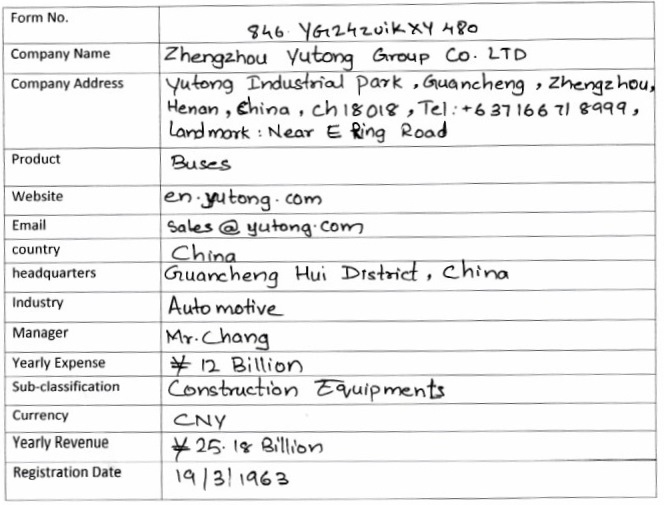 Form No. 846 YG124zviKXY 480
Company Name Zhengzhou Yutong Group Co. LTD
Company Address Yutong Industrial Park, Guancheng, Zhengzhou,
Henan, China, Ch18018, Tel:+637166718999,
Landmark: Near E Ring Road
Product Buses
Website en.yutong.com
Email Sales@yutong.com
country China
headquarters Guancheng Hui District, China
Industry Automotive
Manager Mr. Chang
Yearly Expense ¥ 12 Billion
Sub-classification Construction Equipments
Currency CNY
Yearly Revenue ¥ 25.18 Billion
Registration Date 19/3/1963